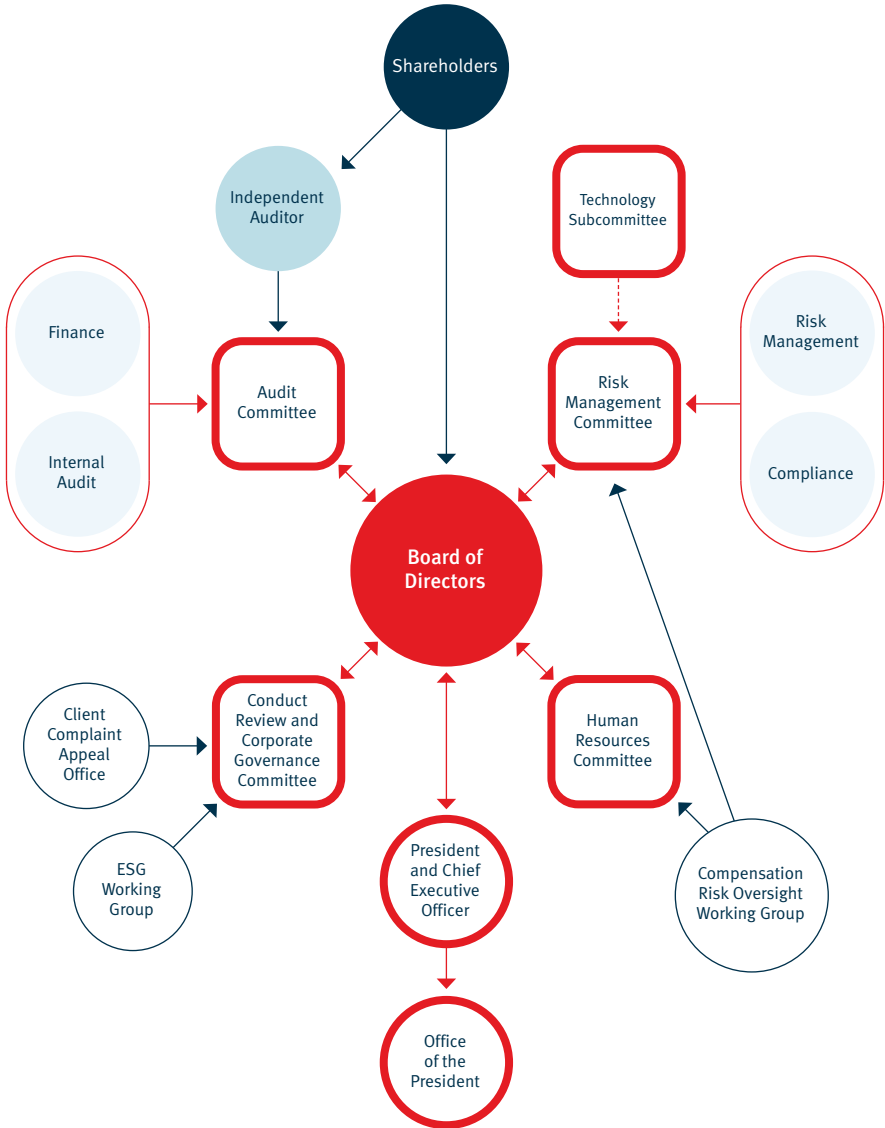 Shareholders
Independent
Auditor
Technology
Subcommittee
Finance
Risk
Management
Audit
Committee
Risk
Management
Committee
Internal
Audit
Compliance
Board of
Directors
Client
Complaint
Appeal
Office
Conduct
Review and
Corporate
Governance
Committee
Human
Resources
Committee
ESG
Working
Group
President
and Chief
Executive
Officer
Compensation
Risk Oversight
Working Group
Office
of the
President